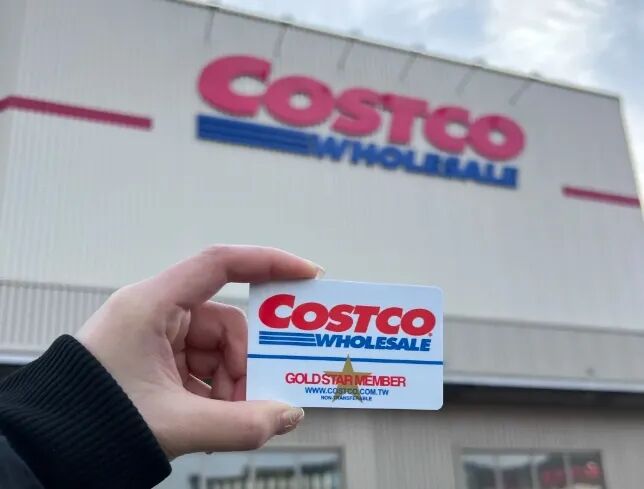 COSTCO
WHOLESALE
COSTCO
WHOLESALE
GOLD STAR MEMBER
WWW.COSTCO.COM.TW
NON-TRANSFERABLE